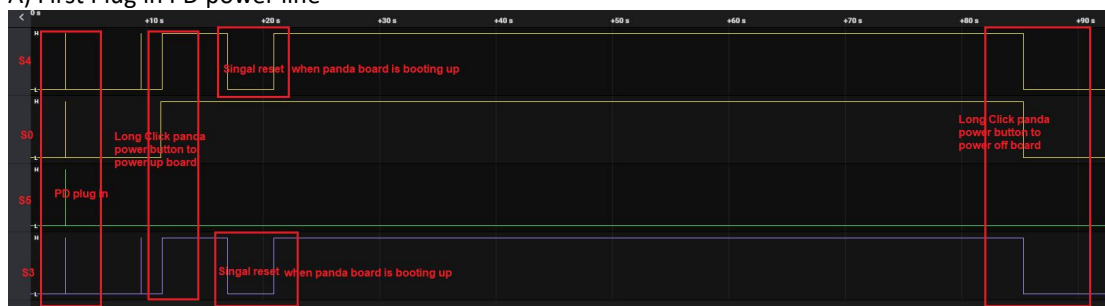 A) First Plug in PD power line
0 s
+10 s +20 s +30 s +40 s +50 s +60 s +70 s +80 s +90 s
H
S4
Singal reset when panda board is booting up
L
H
S0
Long Click panda
power button to
power up board
Long Click panda
power button to
power off board
L
H
S5
PD plug in
L
H
S3
Singal reset when panda board is booting up
L